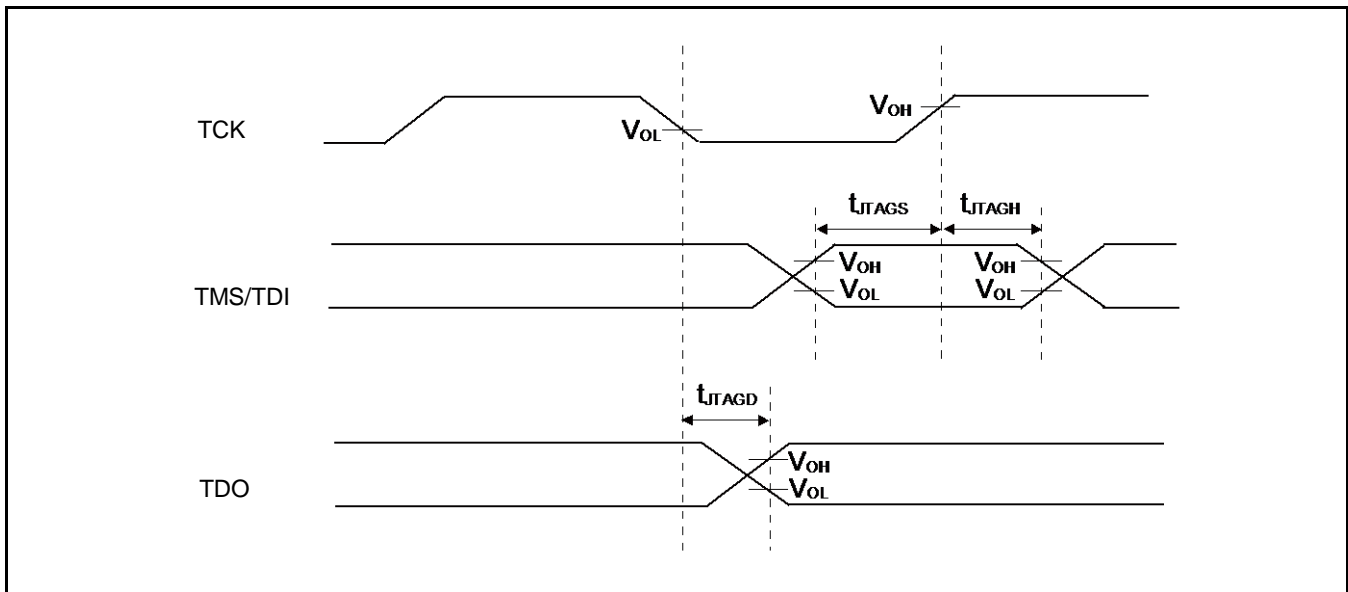 TCK
VOL
VOH
tJTAGS
tJTAGH
TMS/TDI
VOH
VOL
VOH
VOL
tJTAGD
TDO
VOH
VOL